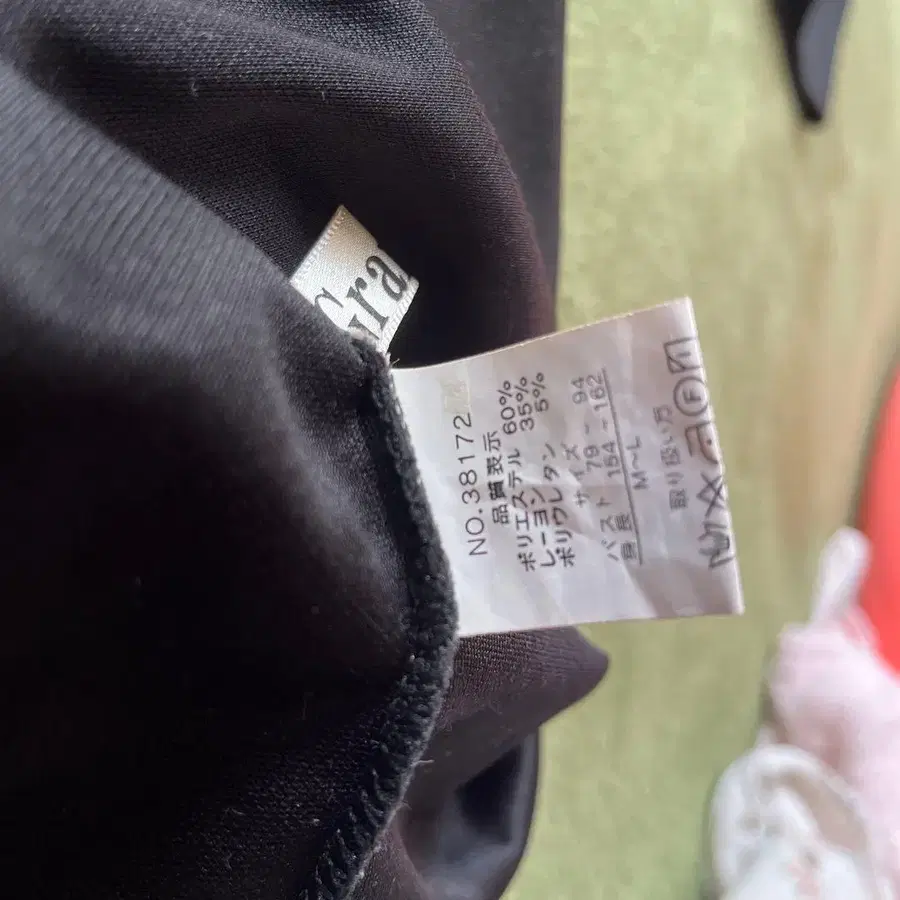 Gra
NO.38172
品質表示
ポリエステル 60%
レーヨン 35%
ポリウレタン 5%
サイズ
バスト 79 - 94
身長 154 - 162
M〜L
取り扱い方
F